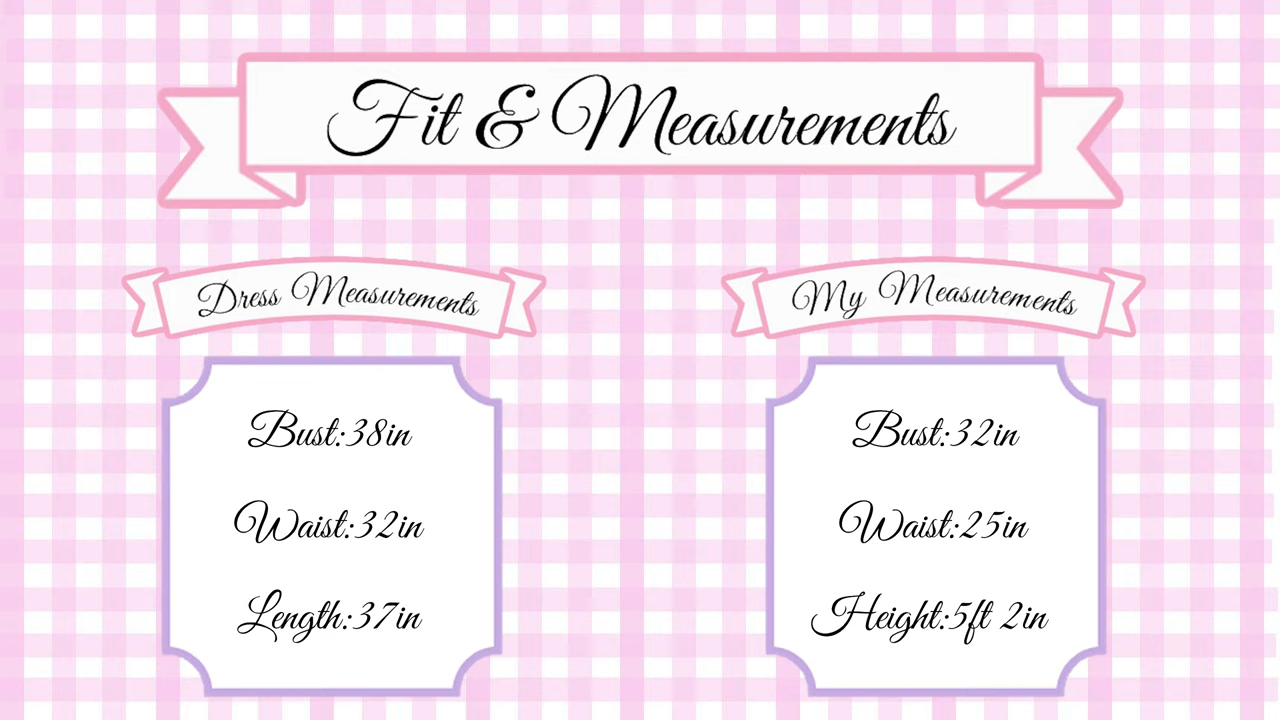 Fit & Measurements
Dress Measurements
Bust:38in
Waist:32in
Length:37in
My Measurements
Bust:32in
Waist:25in
Height:5ft 2in